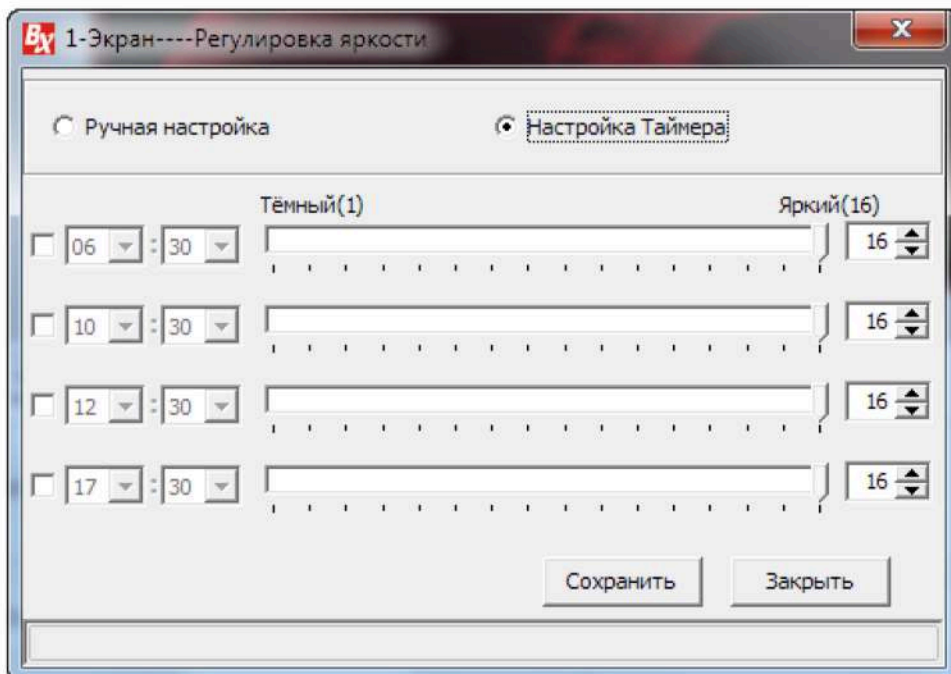 BX 1-Экран----Регулировка яркости
Ручная настройка Настройка Таймера
Тёмный(1) Яркий(16)
06 : 30 16
10 : 30 16
12 : 30 16
17 : 30 16
Сохранить Закрыть